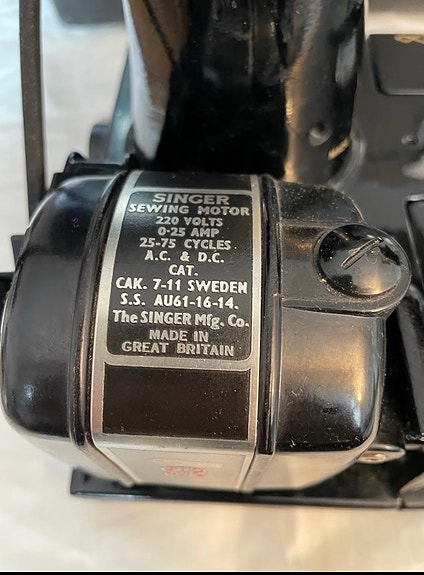 SINGER
SEWING MOTOR
220 VOLTS
0·25 AMP
25-75 CYCLES
A.C. & D.C.
CAT.
CAK. 7-11 SWEDEN
S.S. AU61-16-14.
The SINGER Mfg. Co.
MADE IN
GREAT BRITAIN